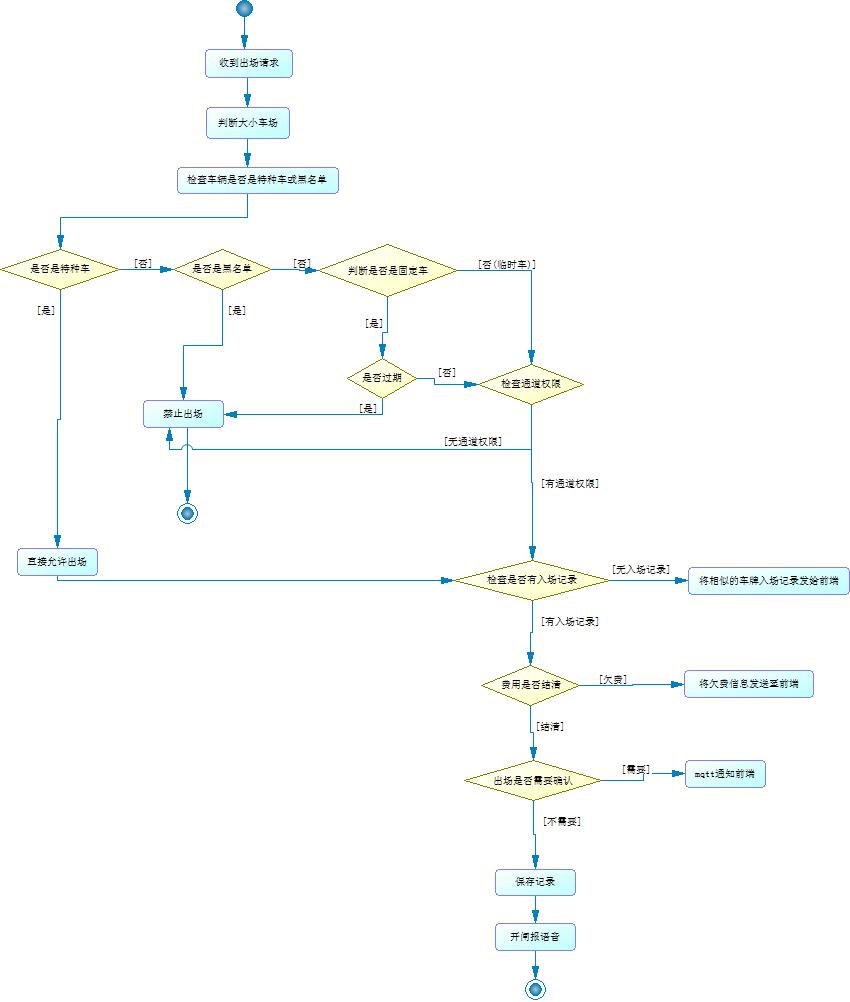 收到出场请求
判断大小车场
检查车辆是否是特种车或黑名单
是否是特种车
[否]
是否是黑名单
[否]
判断是否是固定车
[否(临时车)]
[是]
[是]
[是]
是否过期
[否]
检查通道权限
禁止出场
[是]
[无通道权限]
[有通道权限]
直接允许出场
检查是否有入场记录
[无入场记录]
将相似的车牌入场记录发给前端
[有入场记录]
费用是否结清
[欠费]
将欠费信息发送至前端
[结清]
出场是否需要确认
[需要]
mqtt通知前端
[不需要]
保存记录
开闸报语音